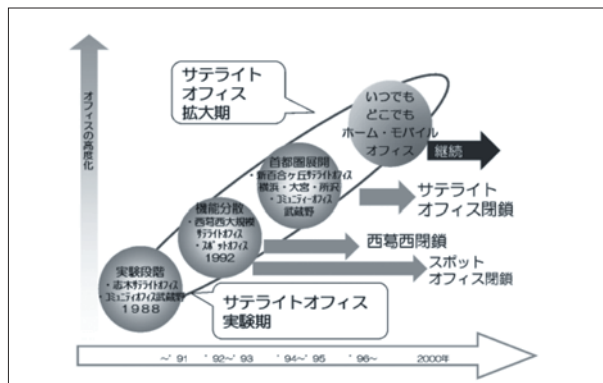 サテライト
オフィス
拡大期
オフィスの高度化
いつでも
どこでも
ホーム・モバイル
オフィス
継続
首都圏展開
・新百合ヶ丘サテライトオフィス
横浜・大宮・所沢
・コミュニティーオフィス
武蔵野
サテライト
オフィス閉鎖
機能分散
・西葛西大規模
サテライトオフィス
・スポットオフィス
1992
西葛西閉鎖
スポット
オフィス閉鎖
実験段階
・志木サテライトオフィス
・コミュニティオフィス武蔵野
1988
サテライトオフィス
実験期
～'91 '92～'93 '94～'95 '96～ 2000年